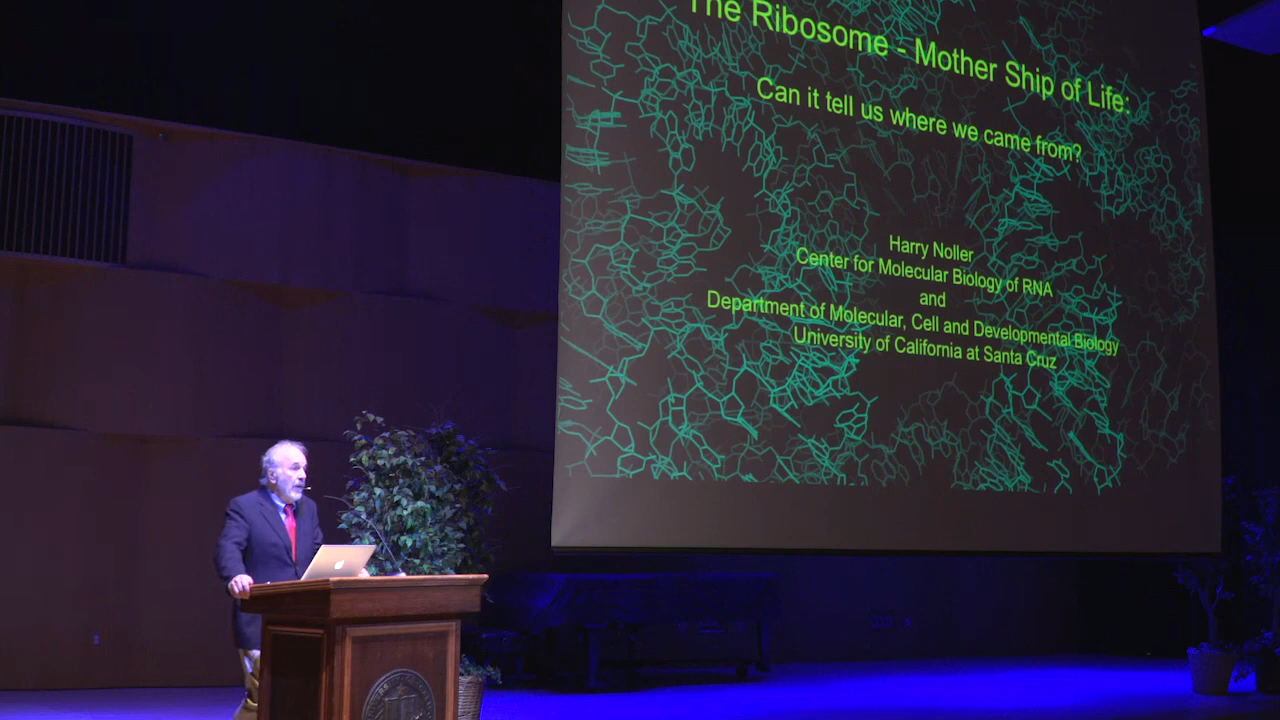 The Ribosome - Mother Ship of Life:
Can it tell us where we came from?
Harry Noller
Center for Molecular Biology of RNA
and
Department of Molecular, Cell and Developmental Biology
University of California at Santa Cruz